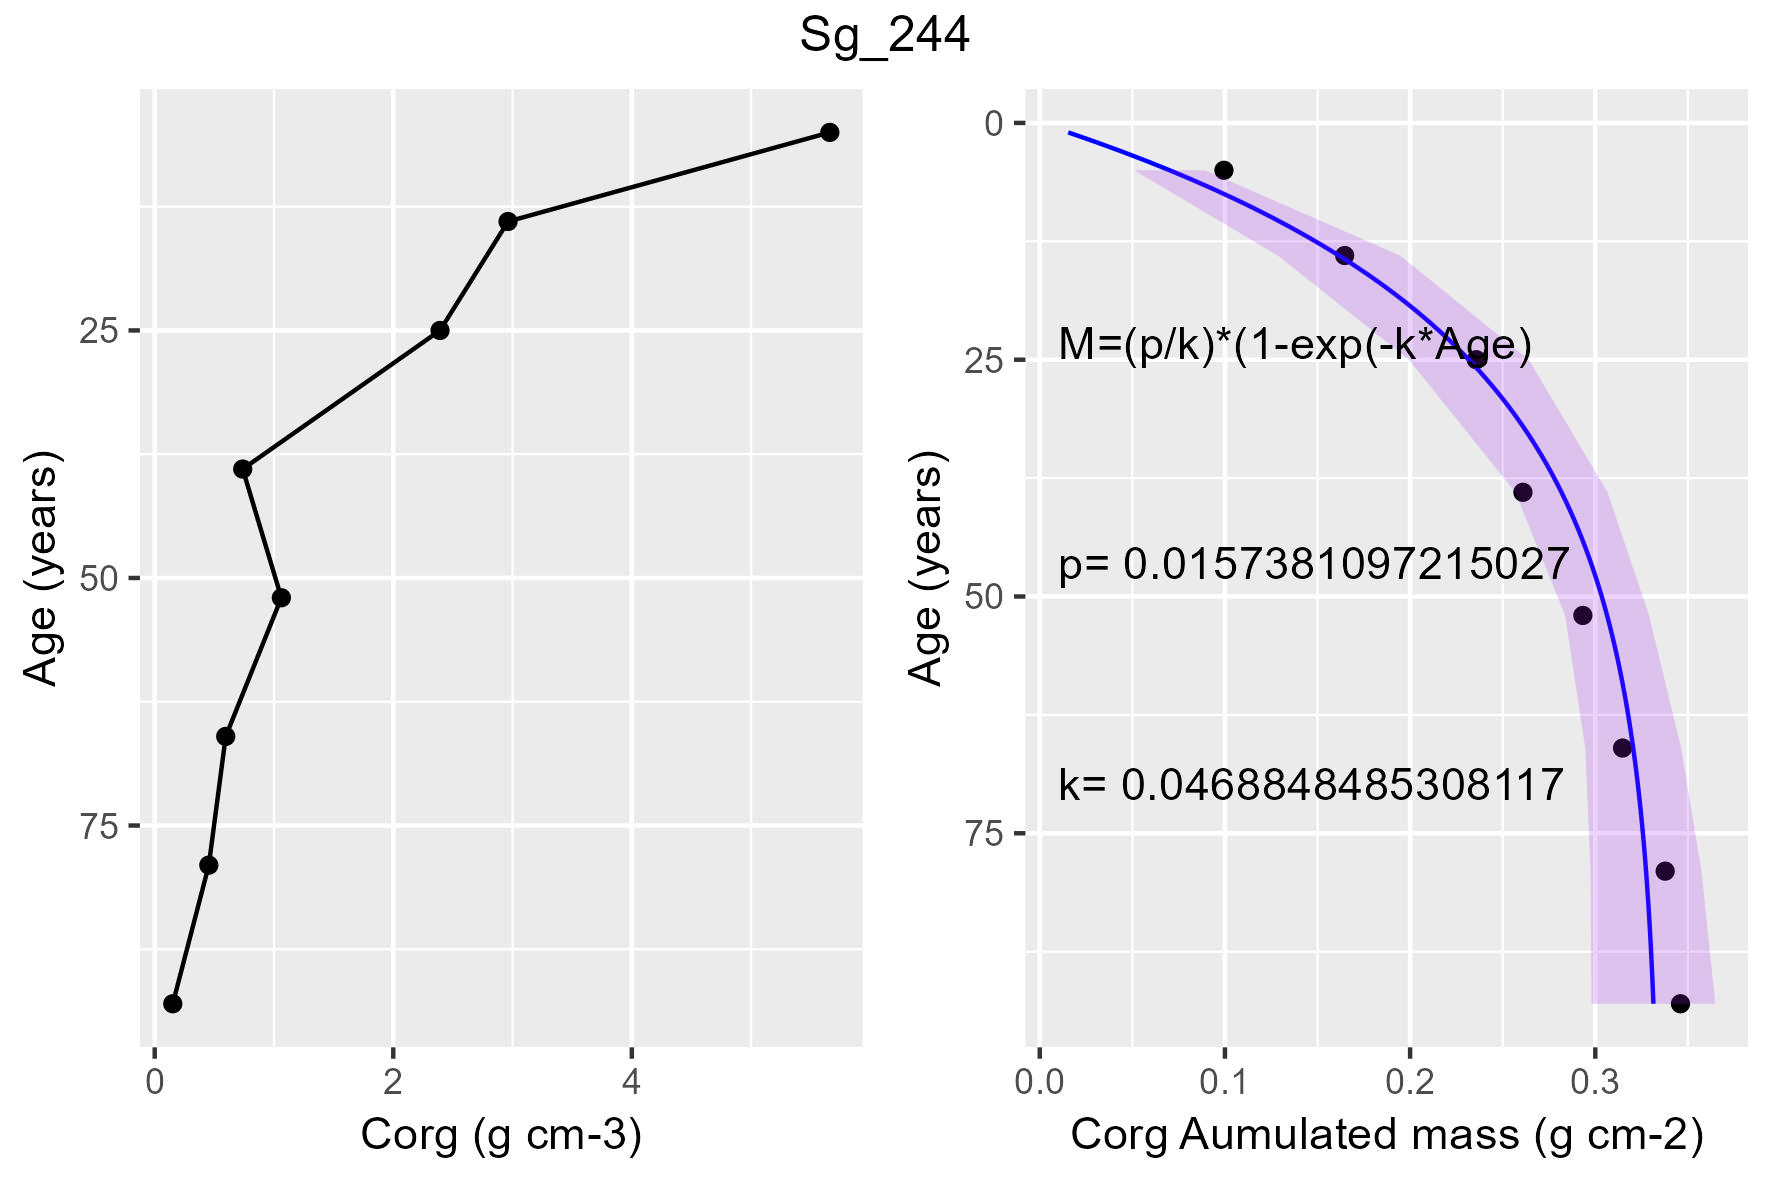 Sg_244
Age (years)
25
50
75
0
2
4
Corg (g cm-3)
Age (years)
0
25
50
75
M=(p/k)*(1-exp(-k*Age)
p= 0.0157381097215027
k= 0.0468848485308117
0.0
0.1
0.2
0.3
Corg Aumulated mass (g cm-2)